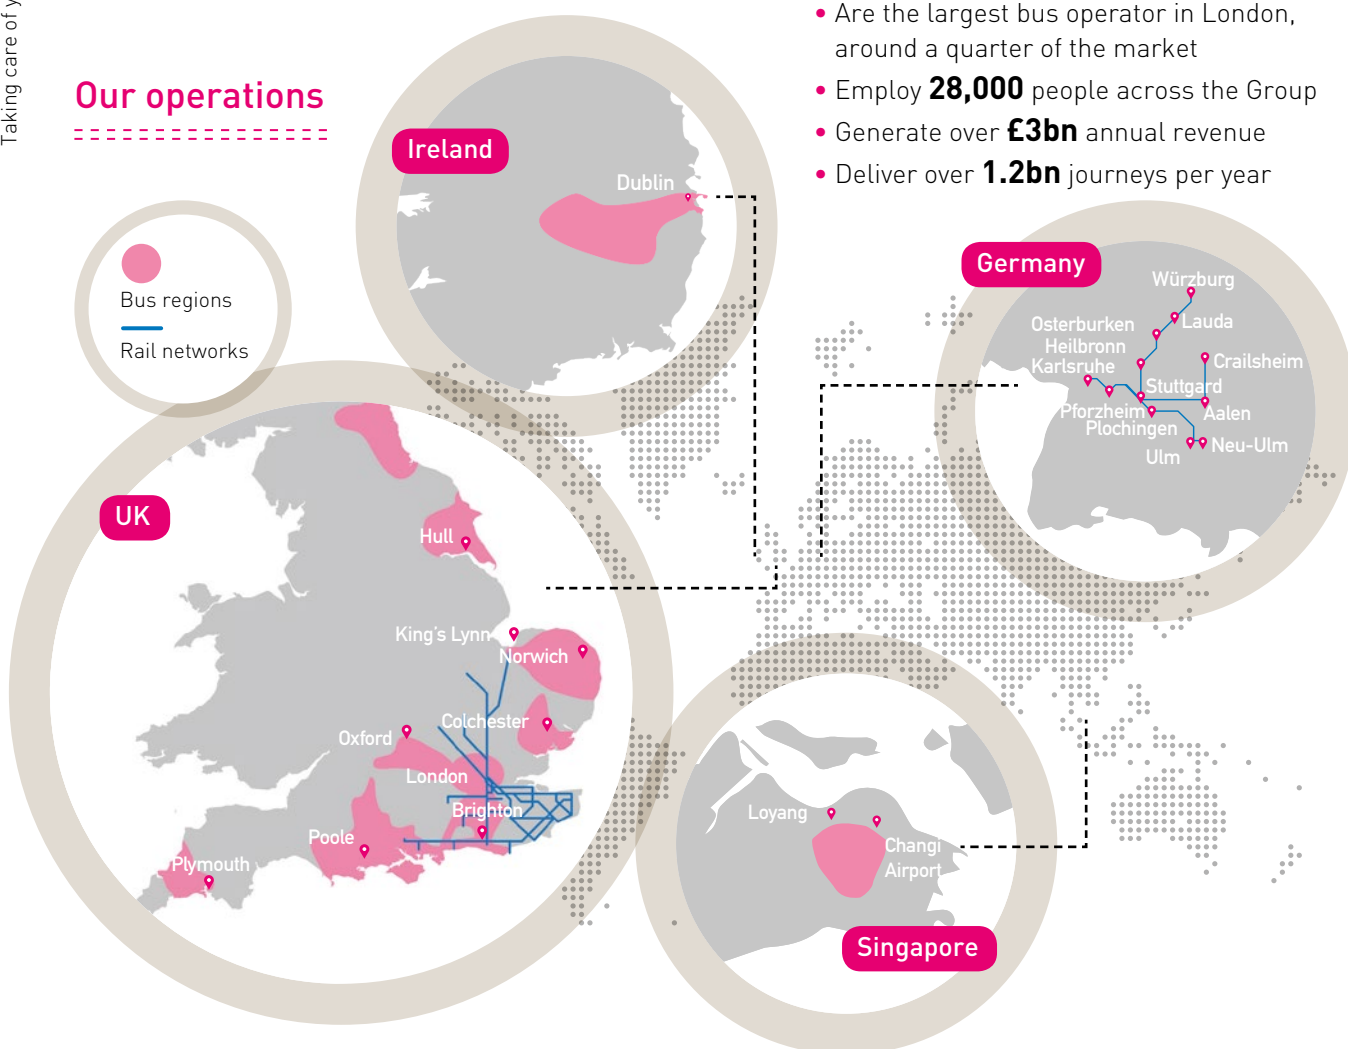 Taking care of y
Our operations
• Are the largest bus operator in London,
around a quarter of the market
• Employ 28,000 people across the Group
• Generate over £3bn annual revenue
• Deliver over 1.2bn journeys per year
Bus regions
Rail networks
Ireland
Dublin
Germany
Würzburg
Lauda
Osterburken
Heilbronn
Karlsruhe
Crailsheim
Stuttgard
Pforzheim
Aalen
Plochingen
Neu-Ulm
Ulm
UK
Hull
King's Lynn
Norwich
Colchester
Oxford
London
Brighton
Poole
Plymouth
Loyang
Changi
Airport
Singapore